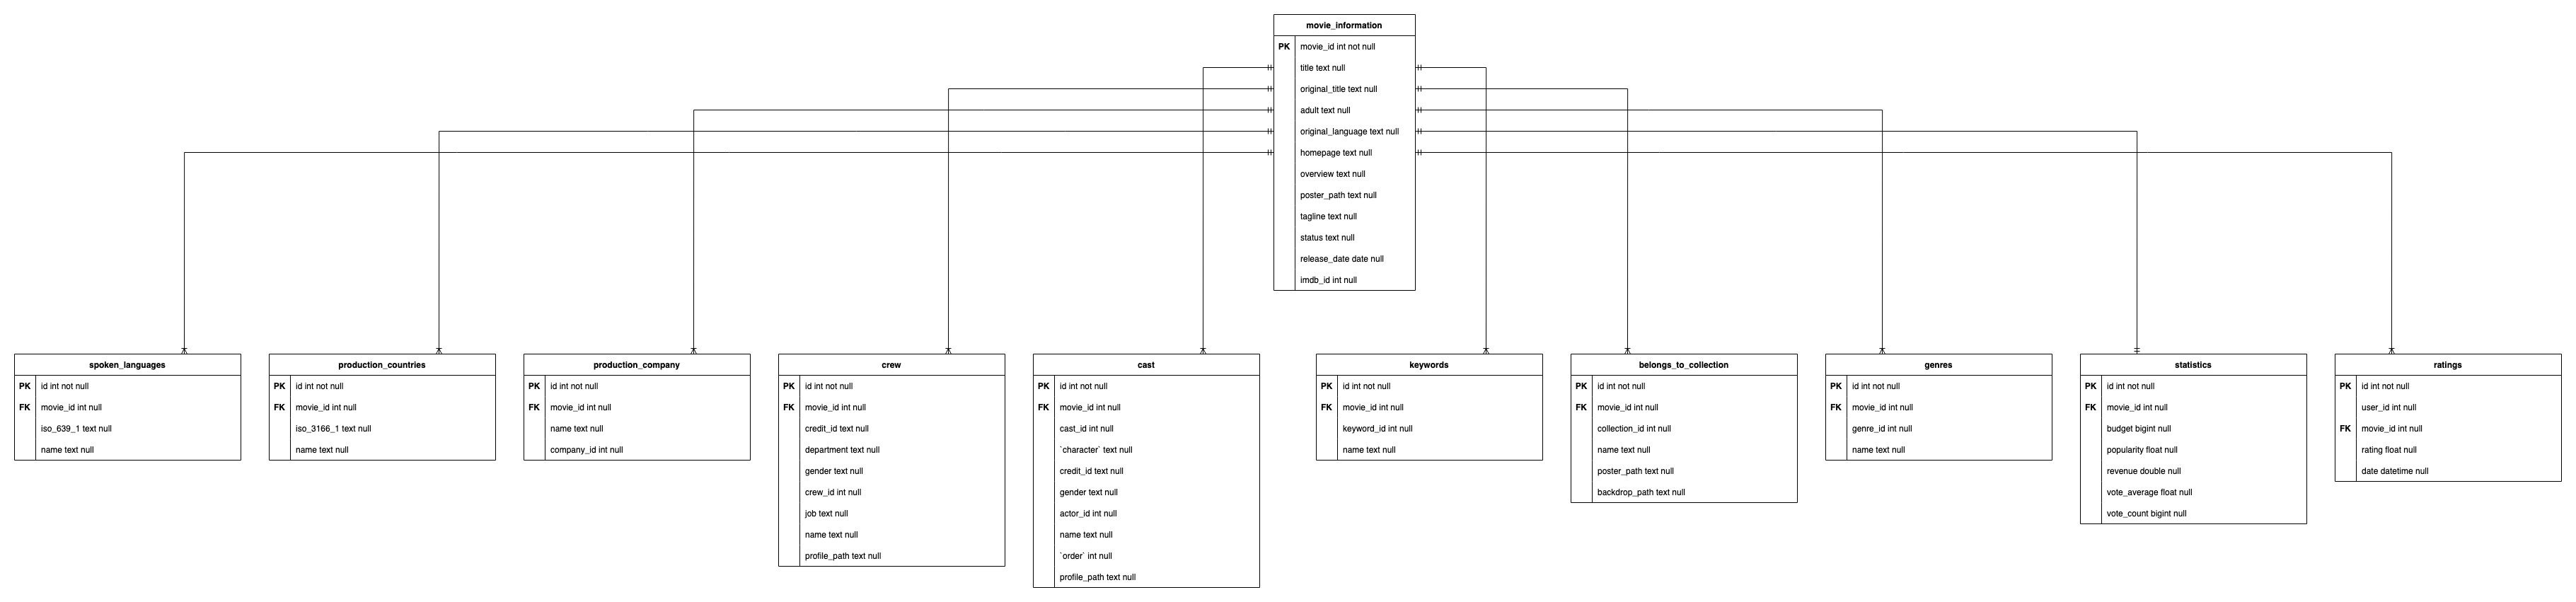 movie_information
PK movie_id int not null
title text null
original_title text null
adult text null
original_language text null
homepage text null
overview text null
poster_path text null
tagline text null
status text null
release_date date null
imdb_id int null
spoken_languages
PK id int not null
FK movie_id int null
iso_639_1 text null
name text null
production_countries
PK id int not null
FK movie_id int null
iso_3166_1 text null
name text null
production_company
PK id int not null
FK movie_id int null
name text null
company_id int null
crew
PK id int not null
FK movie_id int null
credit_id text null
department text null
gender text null
crew_id int null
job text null
name text null
profile_path text null
cast
PK id int not null
FK movie_id int null
cast_id int null
`character` text null
credit_id text null
gender text null
actor_id int null
name text null
`order` int null
profile_path text null
keywords
PK id int not null
FK movie_id int null
keyword_id int null
name text null
belongs_to_collection
PK id int not null
FK movie_id int null
collection_id int null
name text null
poster_path text null
backdrop_path text null
genres
PK id int not null
FK movie_id int null
genre_id int null
name text null
statistics
PK id int not null
FK movie_id int null
budget bigint null
popularity float null
revenue double null
vote_average float null
vote_count bigint null
ratings
PK id int not null
user_id int null
FK movie_id int null
rating float null
date datetime null